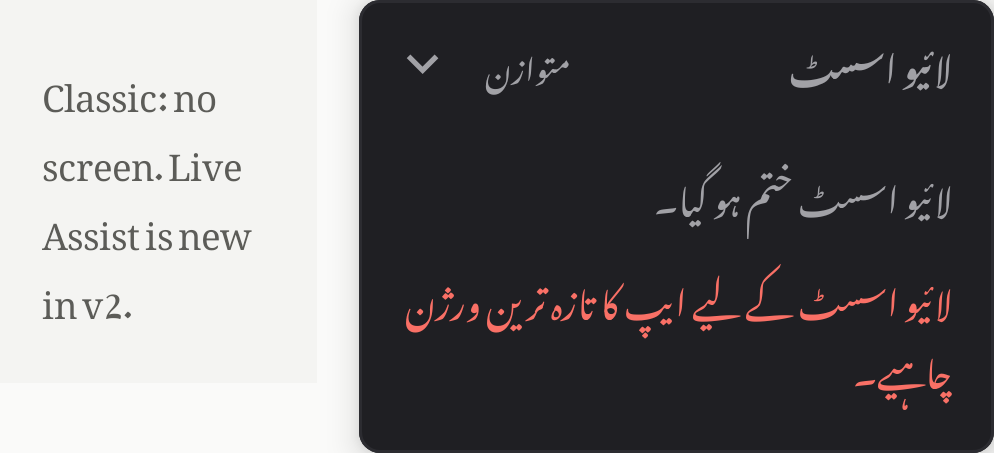 Classic: no
screen. Live
Assist is new
in v2.
لائیو اسسٹ
متوازن
لائیو اسسٹ ختم ہو گیا۔
لائیو اسسٹ کے لیے ایپ کا تازہ ترین ورژن
چاہیے۔